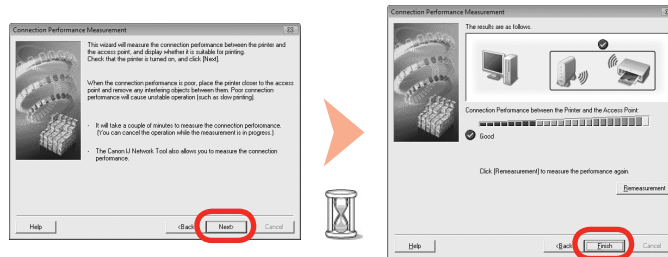 Connection Performance Measurement
This wizard will measure the connection performance between the printer and
the access point, and display whether it is suitable for printing.
Check that the printer is turned on, and click [Next].
When the connection performance is poor, place the printer closer to the access
point and remove any interfering objects between them. Poor connection
performance will cause unstable operation (such as slow printing).
- It will take a couple of minutes to measure the connection performance.
(You can cancel the operation while the measurement is in progress.)
- The Canon IJ Network Tool also allows you to measure the connection
performance.
Help
<Back
Next>
Cancel
Connection Performance Measurement
The results are as follows.
Connection Performance between the Printer and the Access Point:
Good
Click [Remeasurement] to measure the performance again.
Remeasurement
Help
<Back
Finish
Cancel